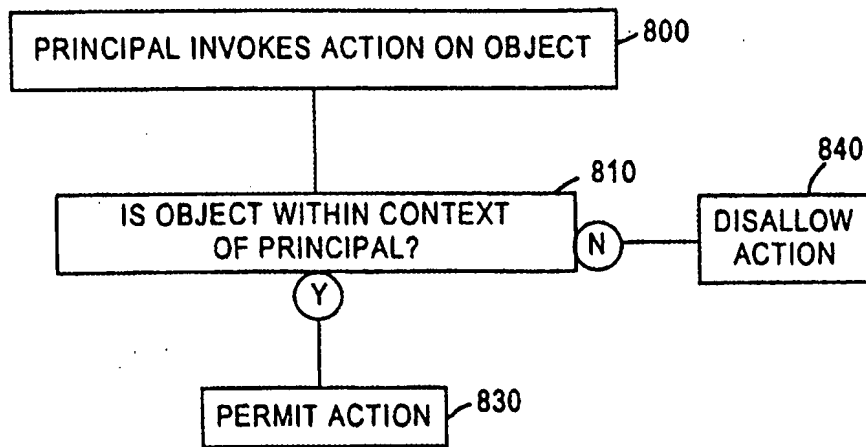 PRINCIPAL INVOKES ACTION ON OBJECT
800
810
IS OBJECT WITHIN CONTEXT
OF PRINCIPAL?
N
840
DISALLOW
ACTION
Y
PERMIT ACTION
830